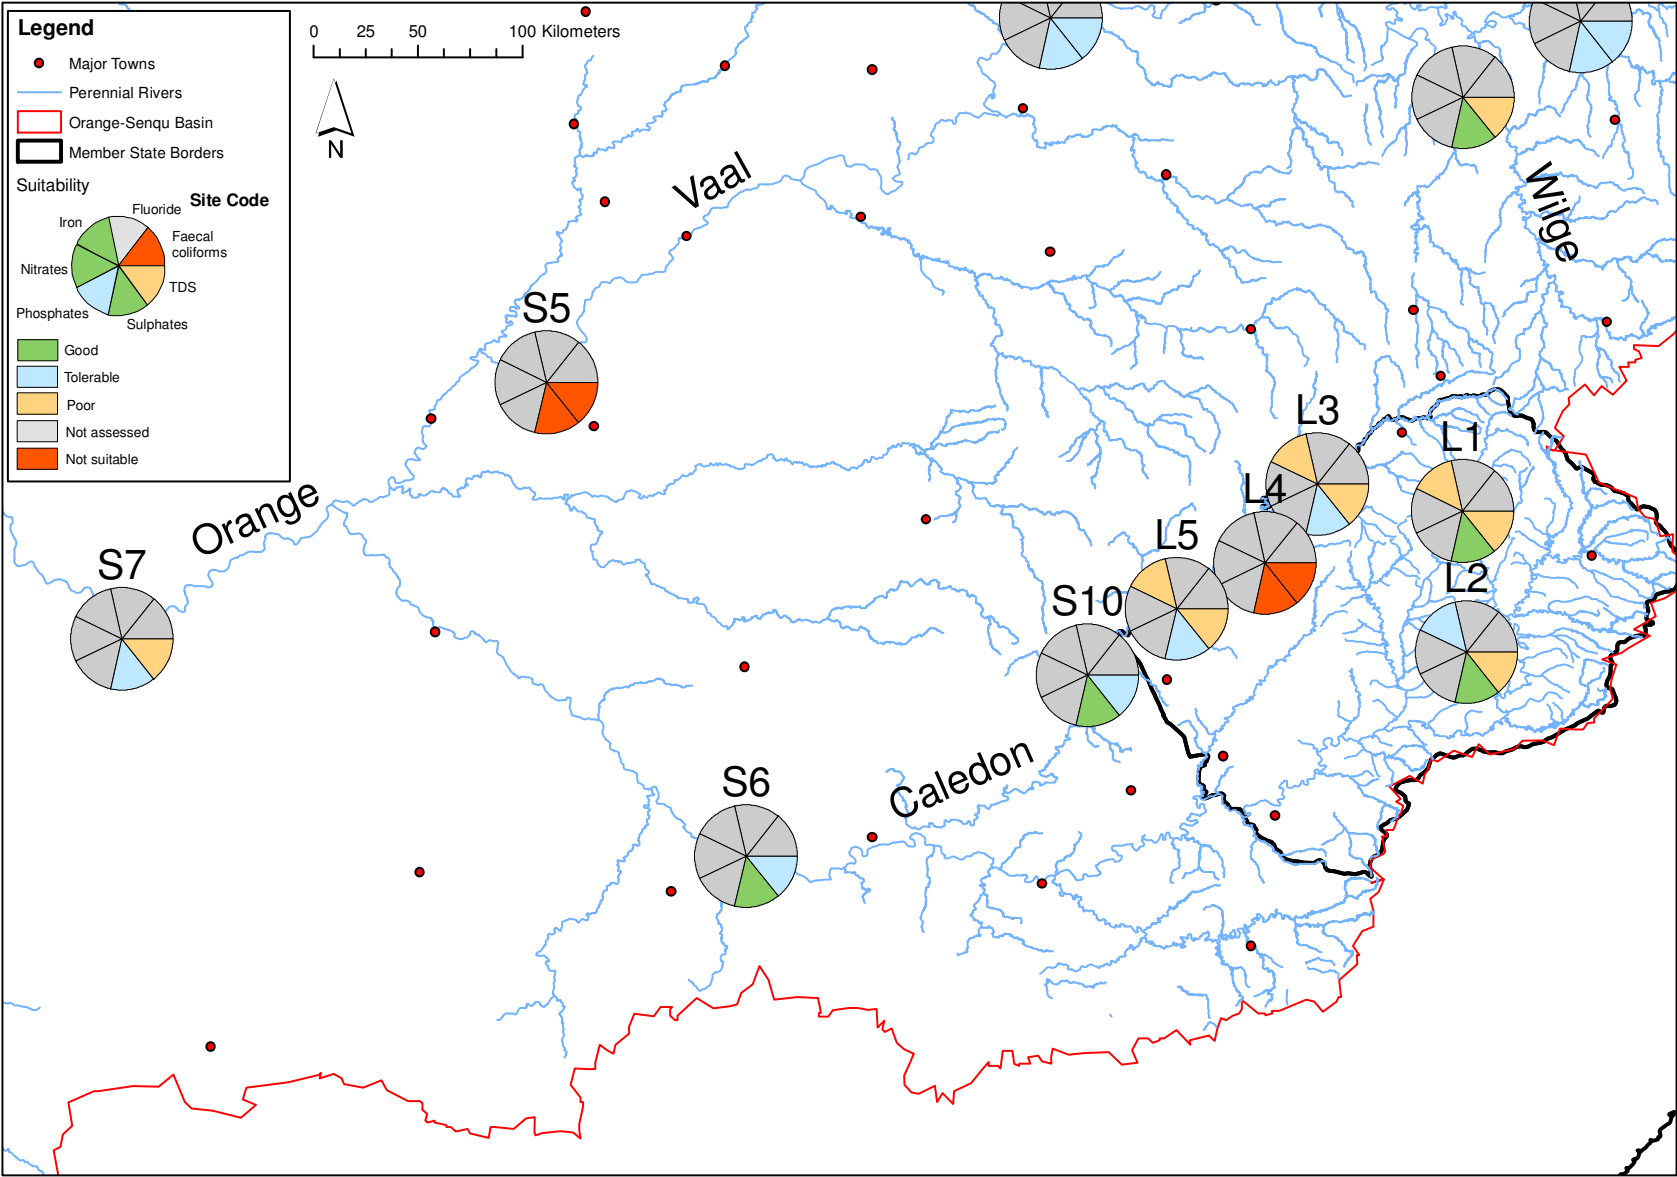 Legend
Major Towns
Perennial Rivers
Orange-Senqu Basin
Member State Borders
Suitability
Site Code
Fluoride
Iron
Faecal
coliforms
Nitrates
TDS
Phosphates
Sulphates
Good
Tolerable
Poor
Not assessed
Not suitable
0 25 50 100 Kilometers
N
Vaal
Wilge
S5
L3
L1
L4
Orange
L5
S7
L2
S10
Caledon
S6